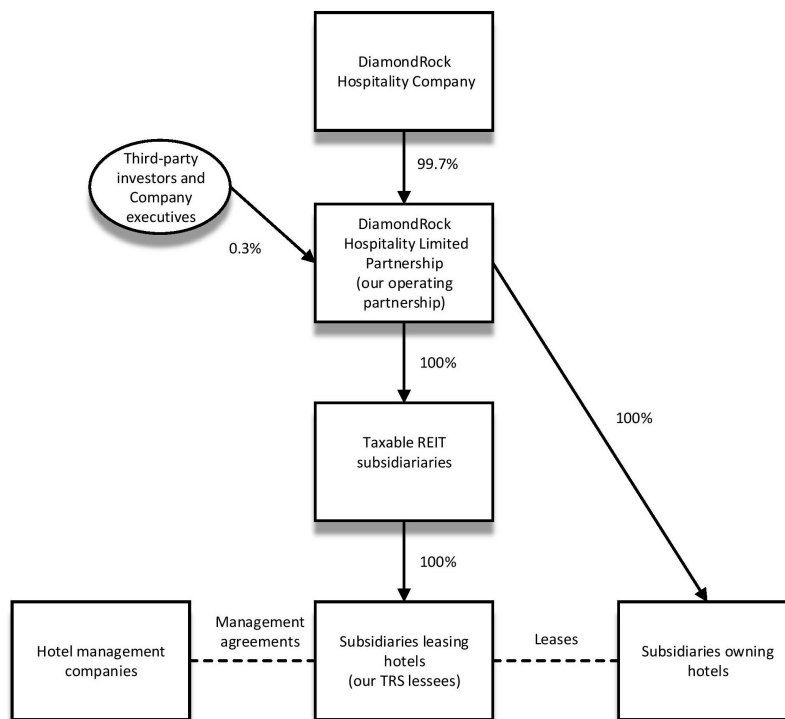 DiamondRock
Hospitality Company
99.7%
Third-party
investors and
Company
executives
0.3%
DiamondRock
Hospitality Limited
Partnership
(our operating
partnership)
100%
100%
Taxable REIT
subsidiariaries
100%
Hotel management
companies
Management
agreements
Subsidiaries leasing
hotels
(our TRS lessees)
Leases
Subsidiaries owning
hotels